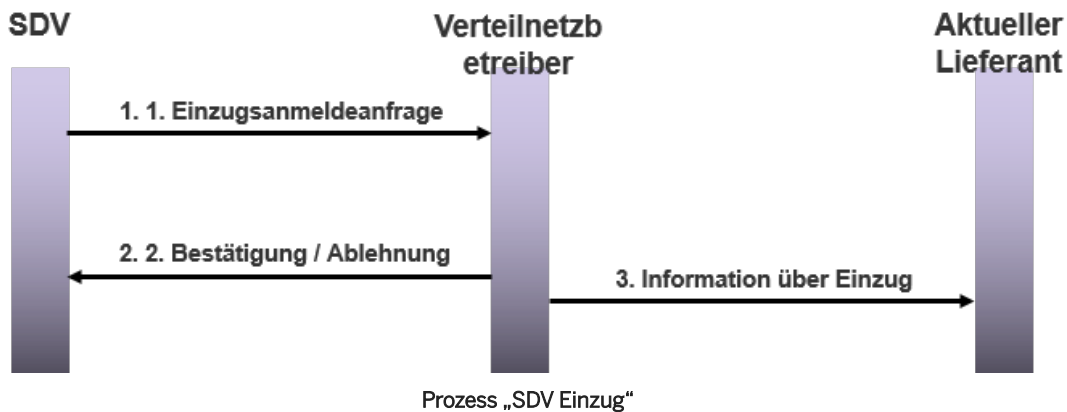 SDV
Verteilnetzb
etreiber
Aktueller
Lieferant
1. 1. Einzugsanmeldeanfrage
2. 2. Bestätigung / Ablehnung
3. Information über Einzug
Prozess „SDV Einzug“